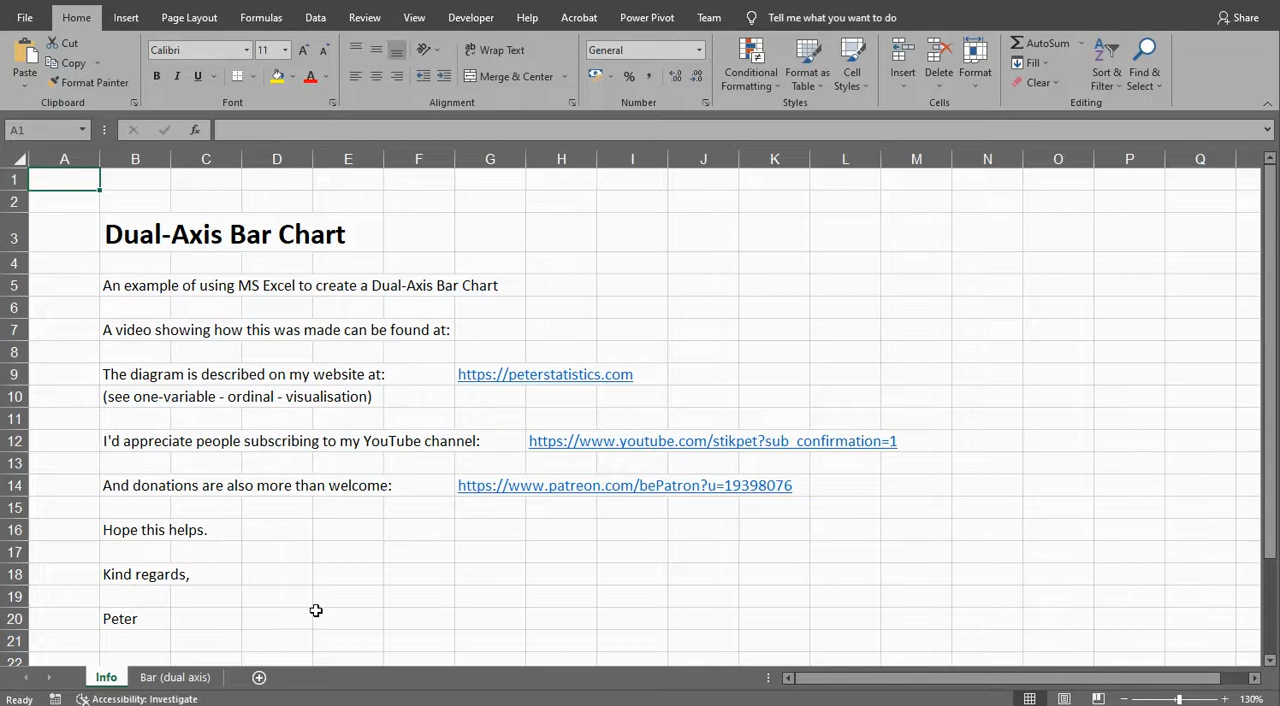 File Home Insert Page Layout Formulas Data Review View Developer Help Acrobat Power Pivot Team Tell me what you want to do Share
Paste Cut Copy Format Painter Clipboard
Calibri 11 A A B I U A Font
Wrap Text Merge & Center Alignment
General % , Number
Conditional Formatting Format as Table Cell Styles Styles
Insert Delete Format Cells
AutoSum Fill Clear Sort & Filter Find & Select Editing
A1 fx
A B C D E F G H I J K L M N O P Q
1
2
3 Dual-Axis Bar Chart
4
5 An example of using MS Excel to create a Dual-Axis Bar Chart
6
7 A video showing how this was made can be found at:
8
9 The diagram is described on my website at: https://peterstatistics.com
10 (see one-variable - ordinal - visualisation)
11
12 I'd appreciate people subscribing to my YouTube channel: https://www.youtube.com/stikpet?sub_confirmation=1
13
14 And donations are also more than welcome: https://www.patreon.com/bePatron?u=19398076
15
16 Hope this helps.
17
18 Kind regards,
19
20 Peter
21
22
Info Bar (dual axis)
Ready Accessibility: Investigate 130%